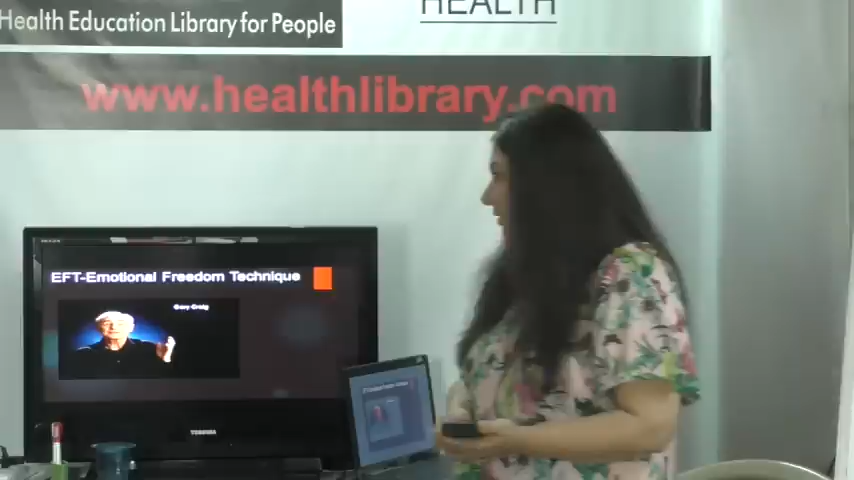 Health Education Library for People
HEALTH
www.healthlibrary.com
EFT-Emotional Freedom Technique
Gary Craig
TOSHIBA